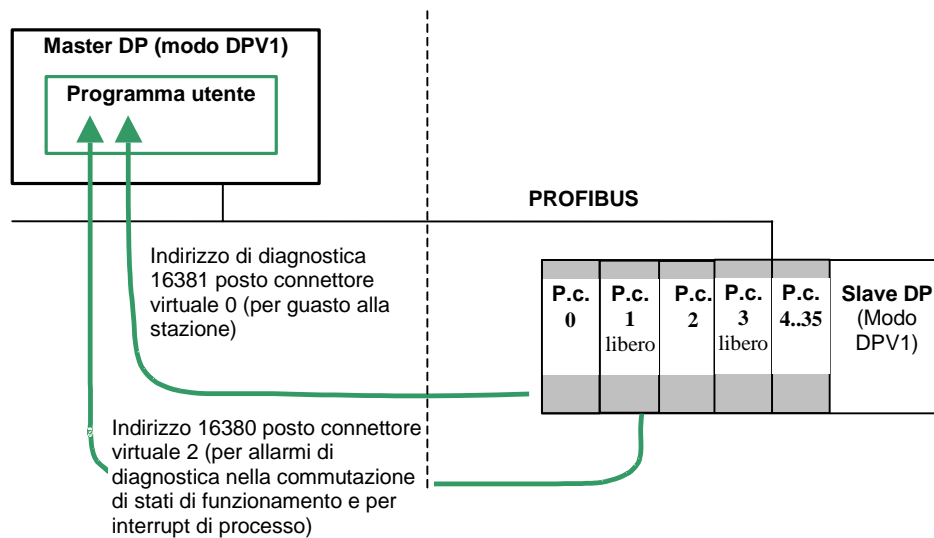 Master DP (modo DPV1)
Programma utente
PROFIBUS
Indirizzo di diagnostica
16381 posto connettore
virtuale 0 (per guasto alla
stazione)
P.c.
0
P.c.
1
libero
P.c.
2
P.c.
3
libero
P.c.
4..35
Slave DP
(Modo
DPV1)
Indirizzo 16380 posto connettore
virtuale 2 (per allarmi di
diagnostica nella commutazione
di stati di funzionamento e per
interrupt di processo)